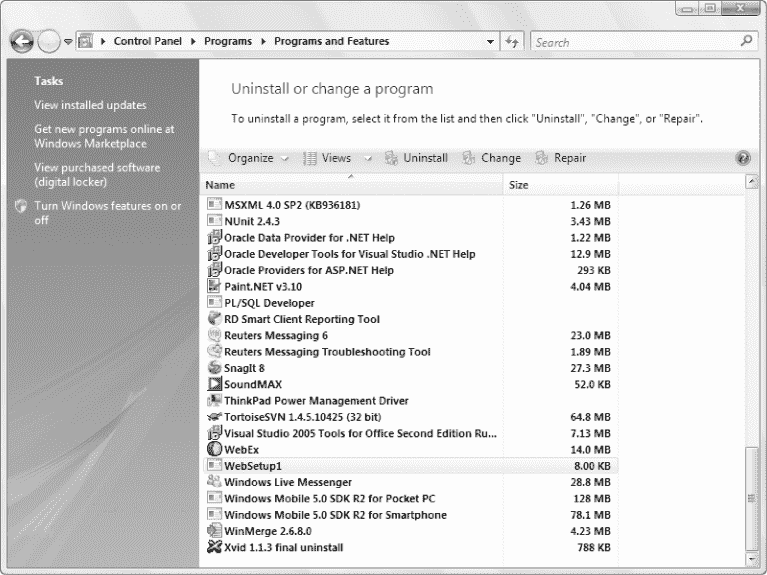 Control Panel Programs Programs and Features Search
Tasks
View installed updates
Get new programs online at
Windows Marketplace
View purchased software
(digital locker)
Turn Windows features on or
off
Uninstall or change a program
To uninstall a program, select it from the list and then click "Uninstall", "Change", or "Repair".
Organize Views Uninstall Change Repair
Name Size
MSXML 4.0 SP2 (KB936181) 1.26 MB
NUnit 2.4.3 3.43 MB
Oracle Data Provider for .NET Help 1.22 MB
Oracle Developer Tools for Visual Studio .NET Help 12.9 MB
Oracle Providers for ASP.NET Help 293 KB
Paint.NET v3.10 4.04 MB
PL/SQL Developer
RD Smart Client Reporting Tool
Reuters Messaging 6 23.0 MB
Reuters Messaging Troubleshooting Tool 1.89 MB
SnagIt 8 27.3 MB
SoundMAX 52.0 KB
ThinkPad Power Management Driver
TortoiseSVN 1.4.5.10425 (32 bit) 64.8 MB
Visual Studio 2005 Tools for Office Second Edition Ru... 7.13 MB
WebEx 14.0 MB
WebSetup1 8.00 KB
Windows Live Messenger 28.8 MB
Windows Mobile 5.0 SDK R2 for Pocket PC 128 MB
Windows Mobile 5.0 SDK R2 for Smartphone 78.1 MB
WinMerge 2.6.8.0 4.23 MB
Xvid 1.1.3 final uninstall 788 KB